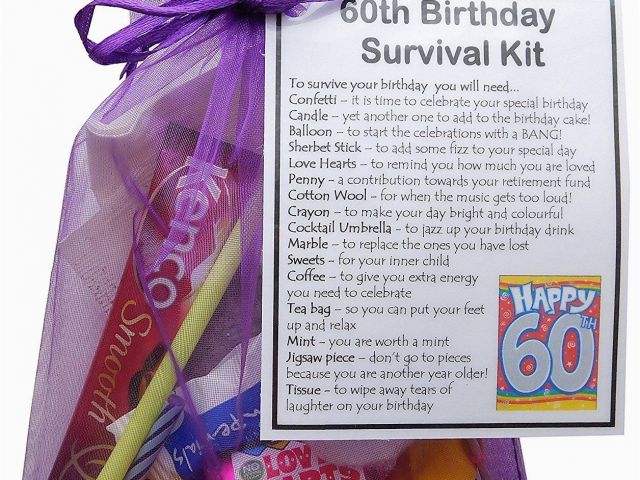 60th Birthday
Survival Kit
To survive your birthday you will need...
Confetti – it is time to celebrate your special birthday
Candle – yet another one to add to the birthday cake!
Balloon – to start the celebrations with a BANG!
Sherbet Stick – to add some fizz to your special day
Love Hearts – to remind you how much you are loved
Penny – a contribution towards your retirement fund
Cotton Wool – for when the music gets too loud!
Crayon – to make your day bright and colourful
Cocktail Umbrella – to jazz up your birthday drink
Marble – to replace the ones you have lost
Sweets – for your inner child
Coffee – to give you extra energy
you need to celebrate
Tea bag – so you can put your feet
up and relax
Mint – you are worth a mint
Jigsaw piece – don't go to pieces
because you are another year older!
Tissue – to wipe away tears of
laughter on your birthday
HAPPY
60TH
Kenco
Smooth
LOVE